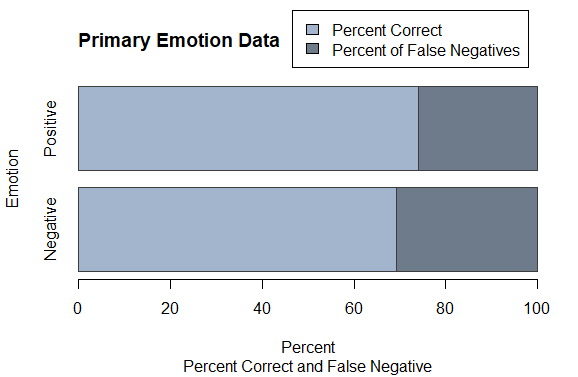 Primary Emotion Data
Percent Correct
Percent of False Negatives
Emotion
Positive
Negative
0 20 40 60 80 100
Percent
Percent Correct and False Negative